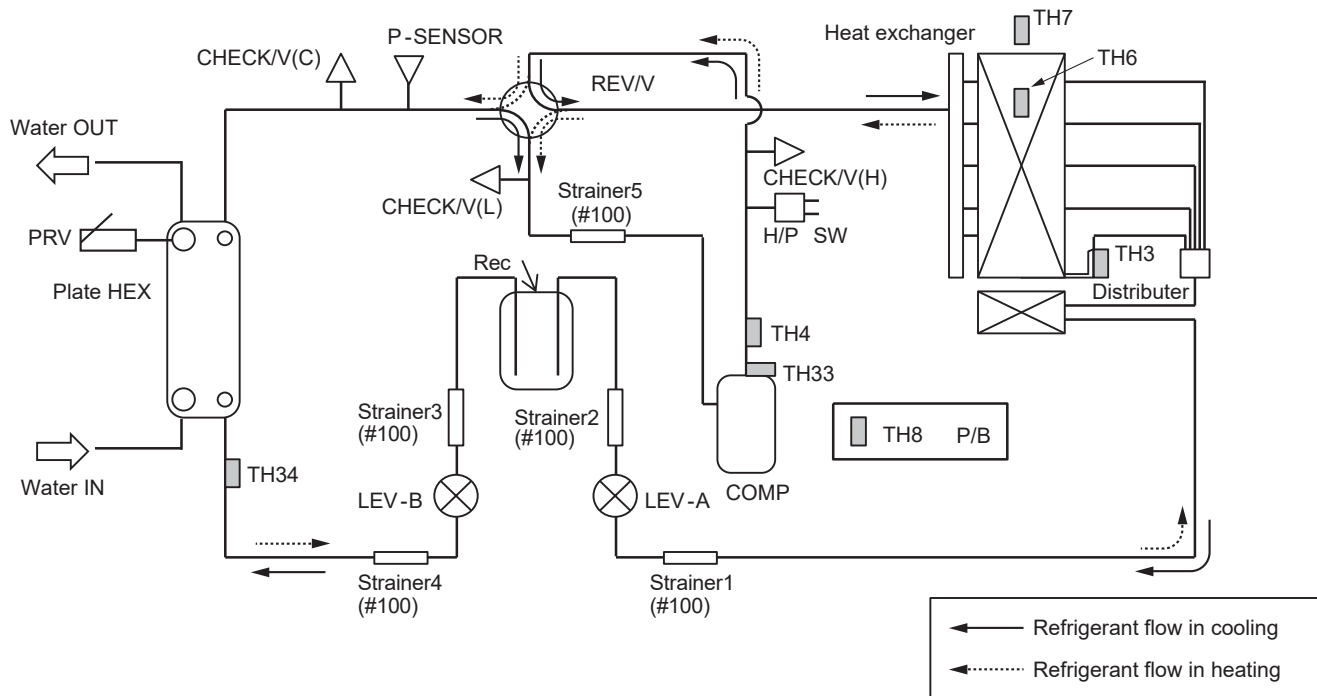 TH7
P-SENSOR
Heat exchanger
CHECK/V(C)
TH6
REV/V
Water OUT
CHECK/V(H)
Strainer5
(#100)
CHECK/V(L)
PRV
H/P SW
TH3
Rec
Plate HEX
Distributer
TH4
TH33
Strainer3
(#100)
Strainer2
(#100)
TH8 P/B
TH34
Water IN
LEV-B
LEV-A
COMP
Strainer4
(#100)
Strainer1
(#100)
Refrigerant flow in cooling
Refrigerant flow in heating